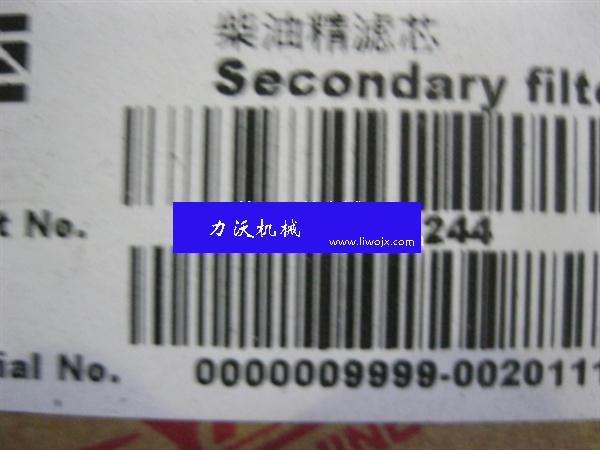 柴油精滤芯
Secondary filte
t No.
244
力沃机械
www.liwojx.com
ial No.
0000009999-0020111